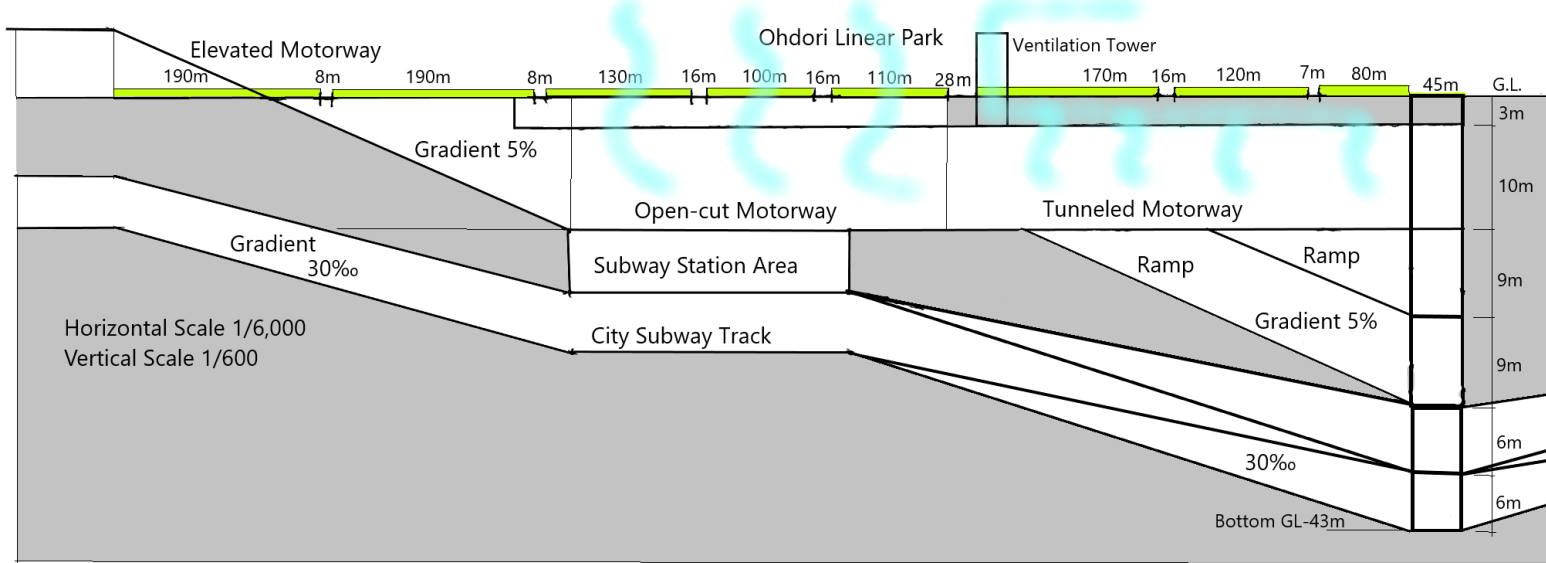 Elevated Motorway
Ohdori Linear Park
Ventilation Tower
190m
8m
190m
8m
130m
16m
100m
16m
110m
28m
170m
16m
120m
7m
80m
45m
G.L.
3m
Gradient 5%
10m
Open-cut Motorway
Tunneled Motorway
Gradient
30‰
Subway Station Area
Ramp
Ramp
9m
Horizontal Scale 1/6,000
Vertical Scale 1/600
City Subway Track
Gradient 5%
9m
6m
30‰
6m
Bottom GL-43m